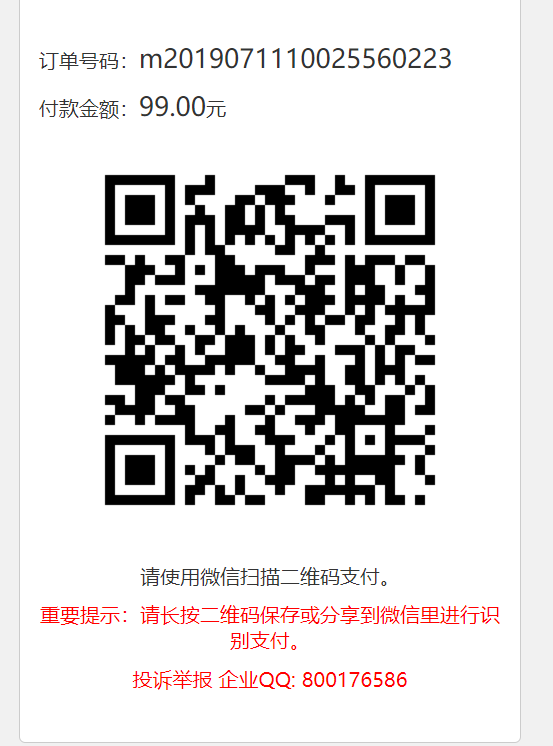 订单号码：m2019071110025560223
付款金额：99.00元
请使用微信扫描二维码支付。
重要提示：请长按二维码保存或分享到微信里进行识
别支付。
投诉举报 企业QQ: 800176586